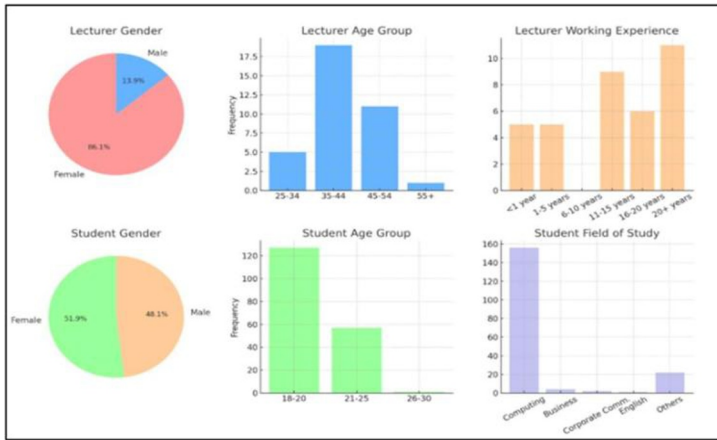 Lecturer Gender
Male
13.9%
86.1%
Female
Lecturer Age Group
Frequency
17.5
15.0
12.5
10.0
7.5
5.0
2.5
0.0
25-34
35-44
45-54
55+
Lecturer Working Experience
10
8
6
4
2
0
<1 year
1-5 years
6-10 years
11-15 years
16-20 years
20+ years
Student Gender
Female
51.9%
48.1%
Male
Student Age Group
Frequency
120
100
80
60
40
20
0
18-20
21-25
26-30
Student Field of Study
160
140
120
100
80
60
40
20
0
Computing
Business
Corporate Comm.
English
Others